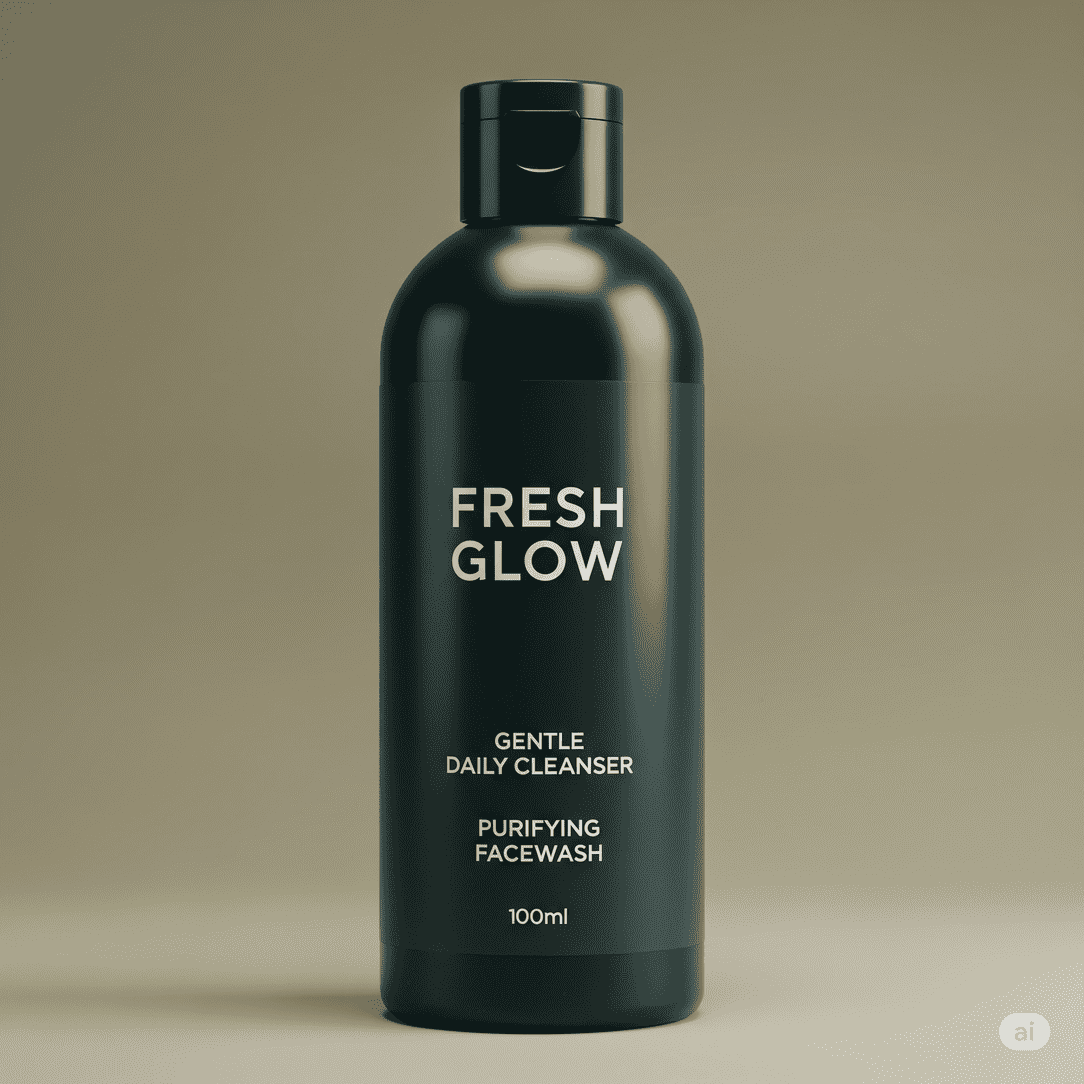 FRESH
GLOW
GENTLE
DAILY CLEANSER
PURIFYING
FACEWASH
100ml
ai